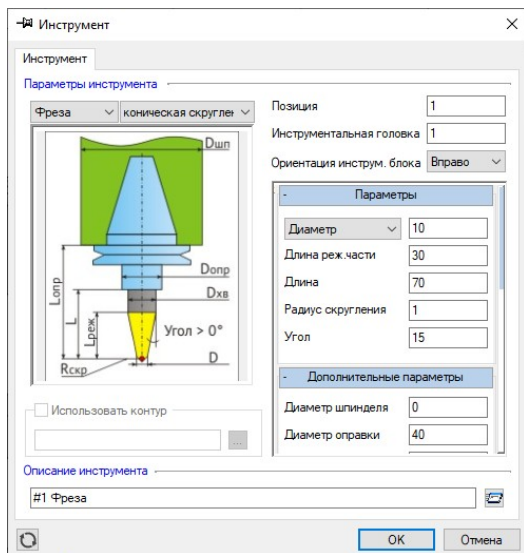 Инструмент
Инструмент
Параметры инструмента
Фреза
коническая скруглен
Dшп
Dопр
Dхв
Lопр
L
Lреж
Угол > 0°
Rскр
D
Использовать контур
...
Позиция 1
Инструментальная головка 1
Ориентация инструм. блока Вправо
- Параметры
Диаметр 10
Длина реж.части 30
Длина 70
Радиус скругления 1
Угол 15
- Дополнительные параметры
Диаметр шпинделя 0
Диаметр оправки 40
Описание инструмента
#1 Фреза
OK
Отмена